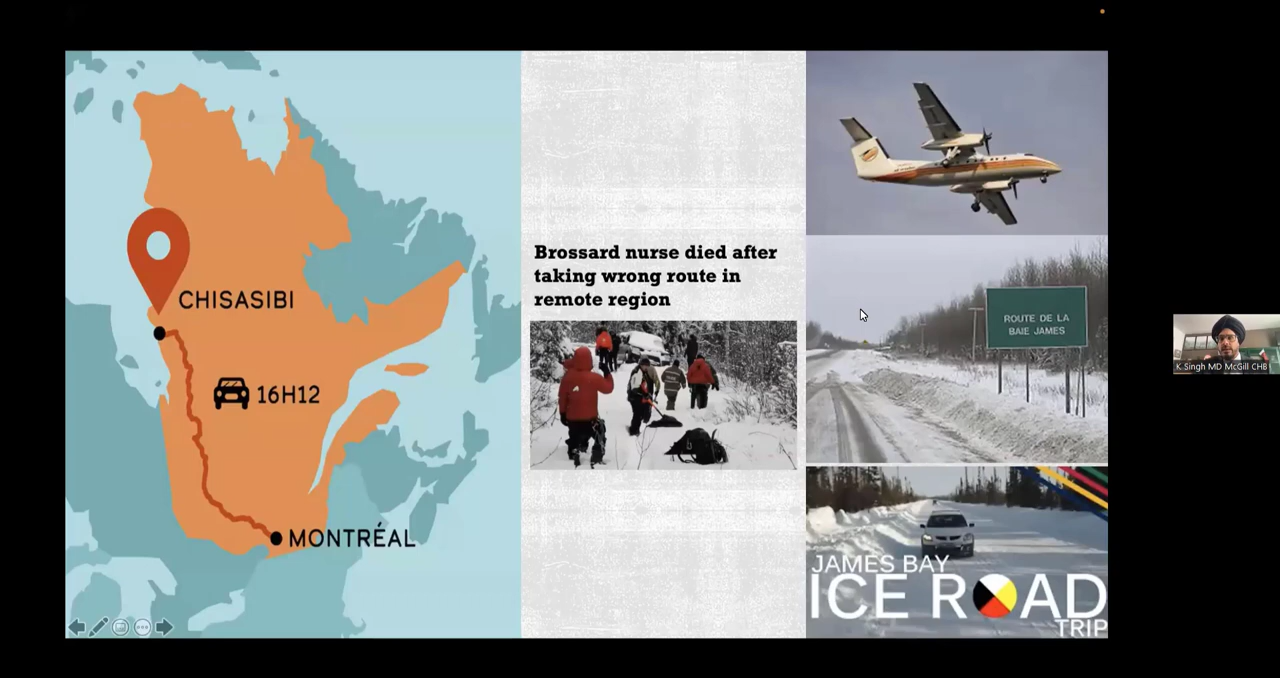 CHISASIBI
16H12
MONTRÉAL
Brossard nurse died after
taking wrong route in
remote region
ROUTE DE LA
BAIE JAMES
JAMES BAY
ICE ROAD
TRIP
K Singh MD McGill CHB